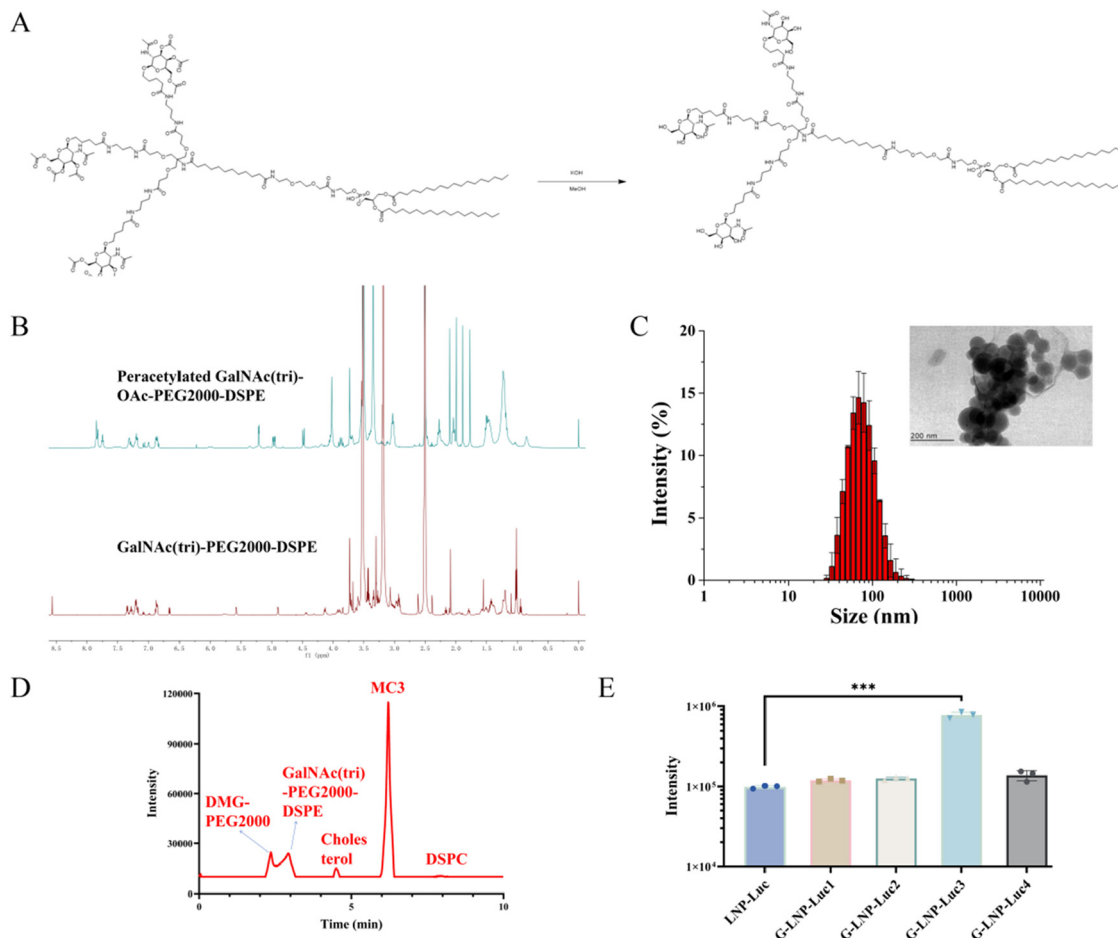 A
KOH
MeOH
B
Peracetylated GalNAc(tri)-
OAc-PEG2000-DSPE
GalNAc(tri)-PEG2000-DSPE
8.5 8.0 7.5 7.0 6.5 6.0 5.5 5.0 4.5 4.0 3.5 3.0 2.5 2.0 1.5 1.0 0.5 0.0
f1 (ppm)
C
20
15
10
5
0
Intensity (%)
200 nm
1 10 100 1000 10000
Size (nm)
D
120000
90000
60000
30000
0
Intensity
DMG-
PEG2000
GalNAc(tri)
-PEG2000-
DSPE
Choles
terol
MC3
DSPC
0 5 10
Time (min)
E
***
1×10⁶
1×10⁵
1×10⁴
Intensity
LNP-Luc
G-LNP-Luc1
G-LNP-Luc2
G-LNP-Luc3
G-LNP-Luc4